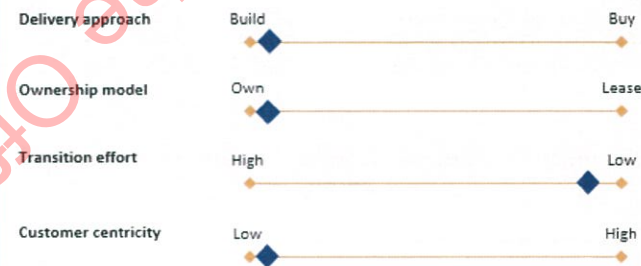 Delivery approach Build Buy
Ownership model Own Lease
Transition effort High Low
Customer centricity Low High